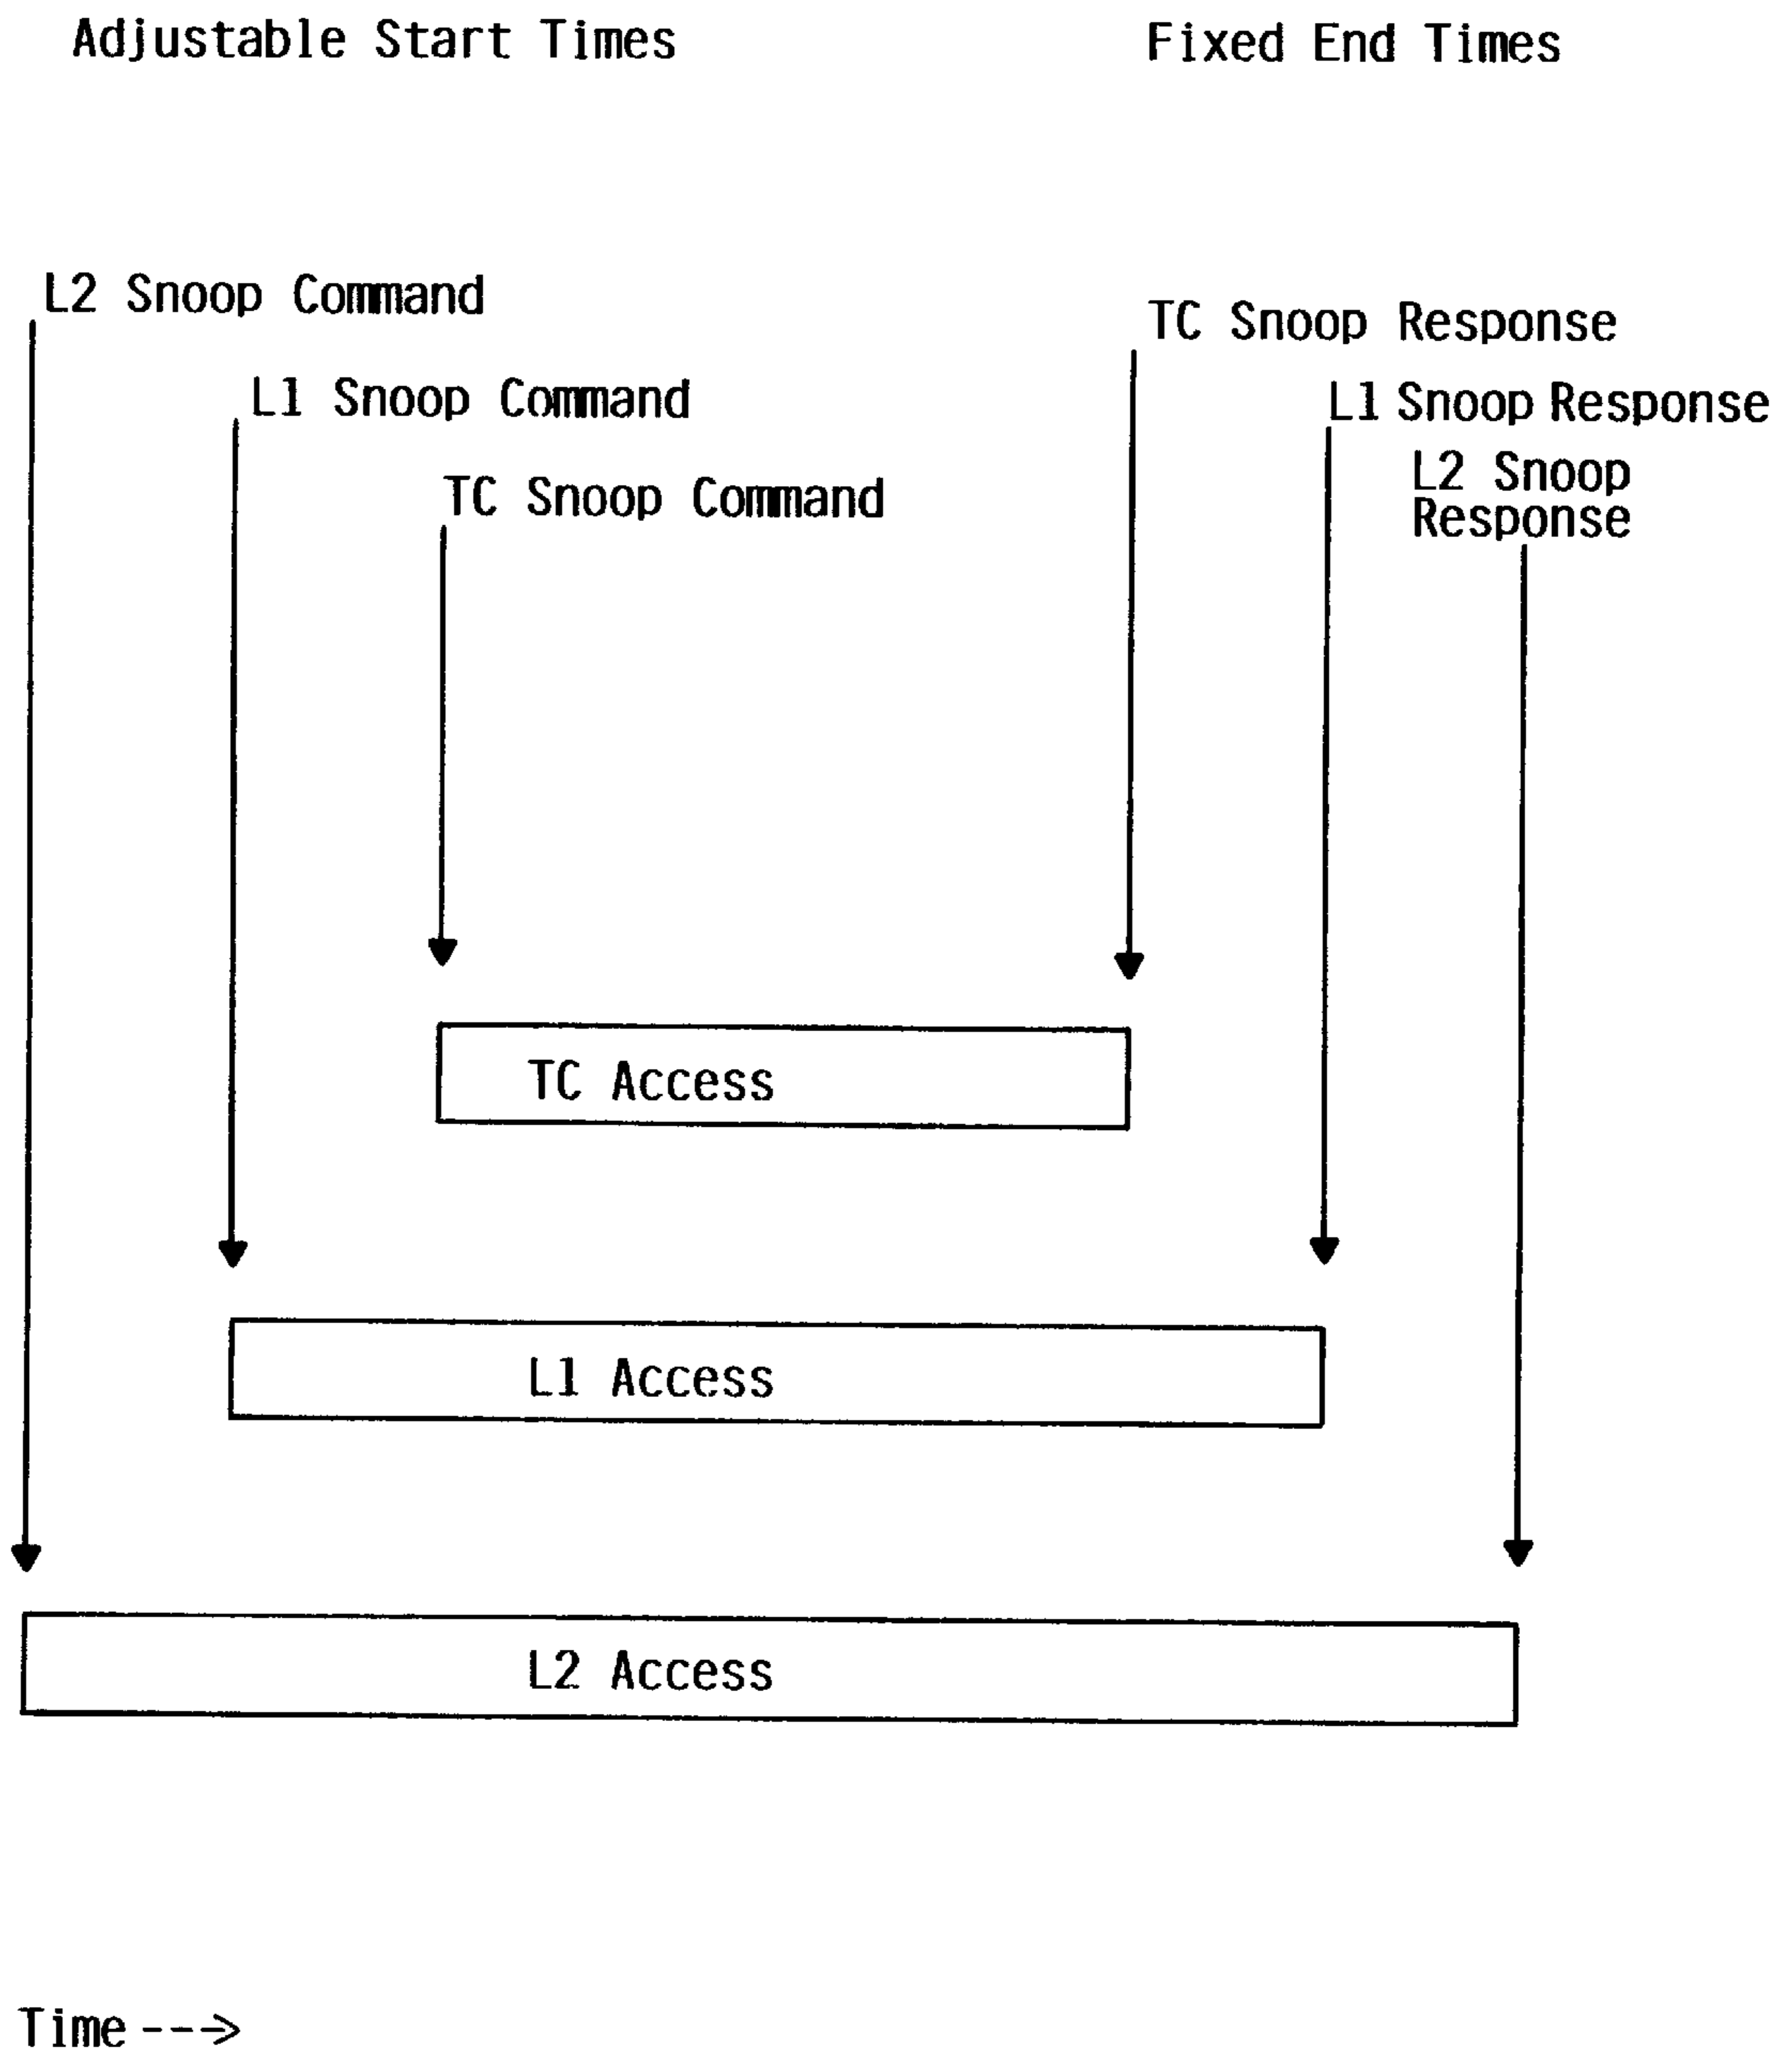 Adjustable Start Times
Fixed End Times
L2 Snoop Command
TC Snoop Response
L1 Snoop Command
L1 Snoop Response
L2 Snoop
Response
TC Snoop Command
TC Access
L1 Access
L2 Access
Time --->